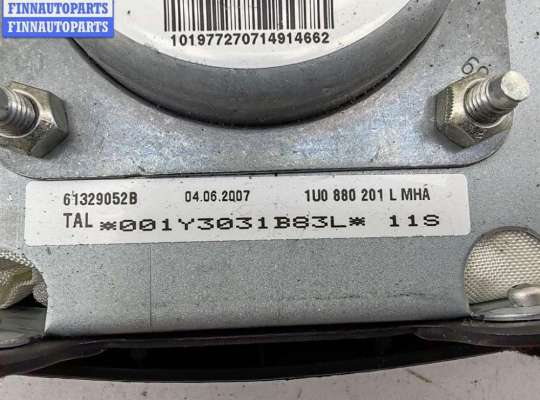 FINNAUTOPARTS
FINNAUTOPARTS
101977270714914662
61329052B 04.06.2007 1U0 880 201 L MHA
TAL *001Y3031B83L* 11S